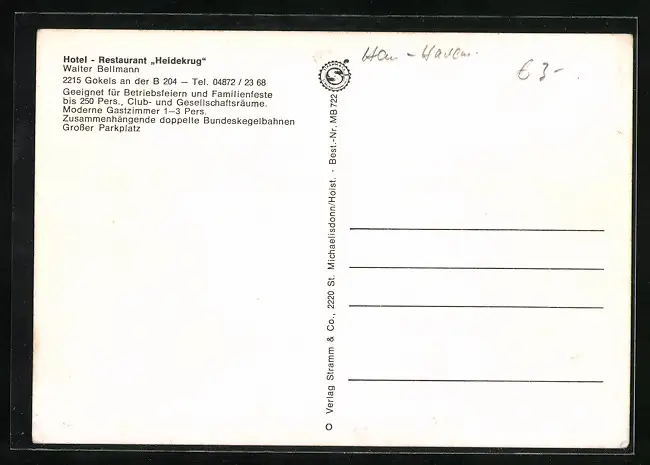 Hotel - Restaurant „Heidekrug“
Walter Bellmann
2215 Gokels an der B 204 — Tel. 04872 / 23 68
Geeignet für Betriebsfeiern und Familienfeste
bis 250 Pers., Club- und Gesellschaftsräume.
Moderne Gastzimmer 1—3 Pers.
Zusammenhängende doppelte Bundeskegelbahnen
Großer Parkplatz
S
O Verlag Stramm & Co., 2220 St. Michaelisdonn/Holst. · Best.-Nr. MB 722
€3-